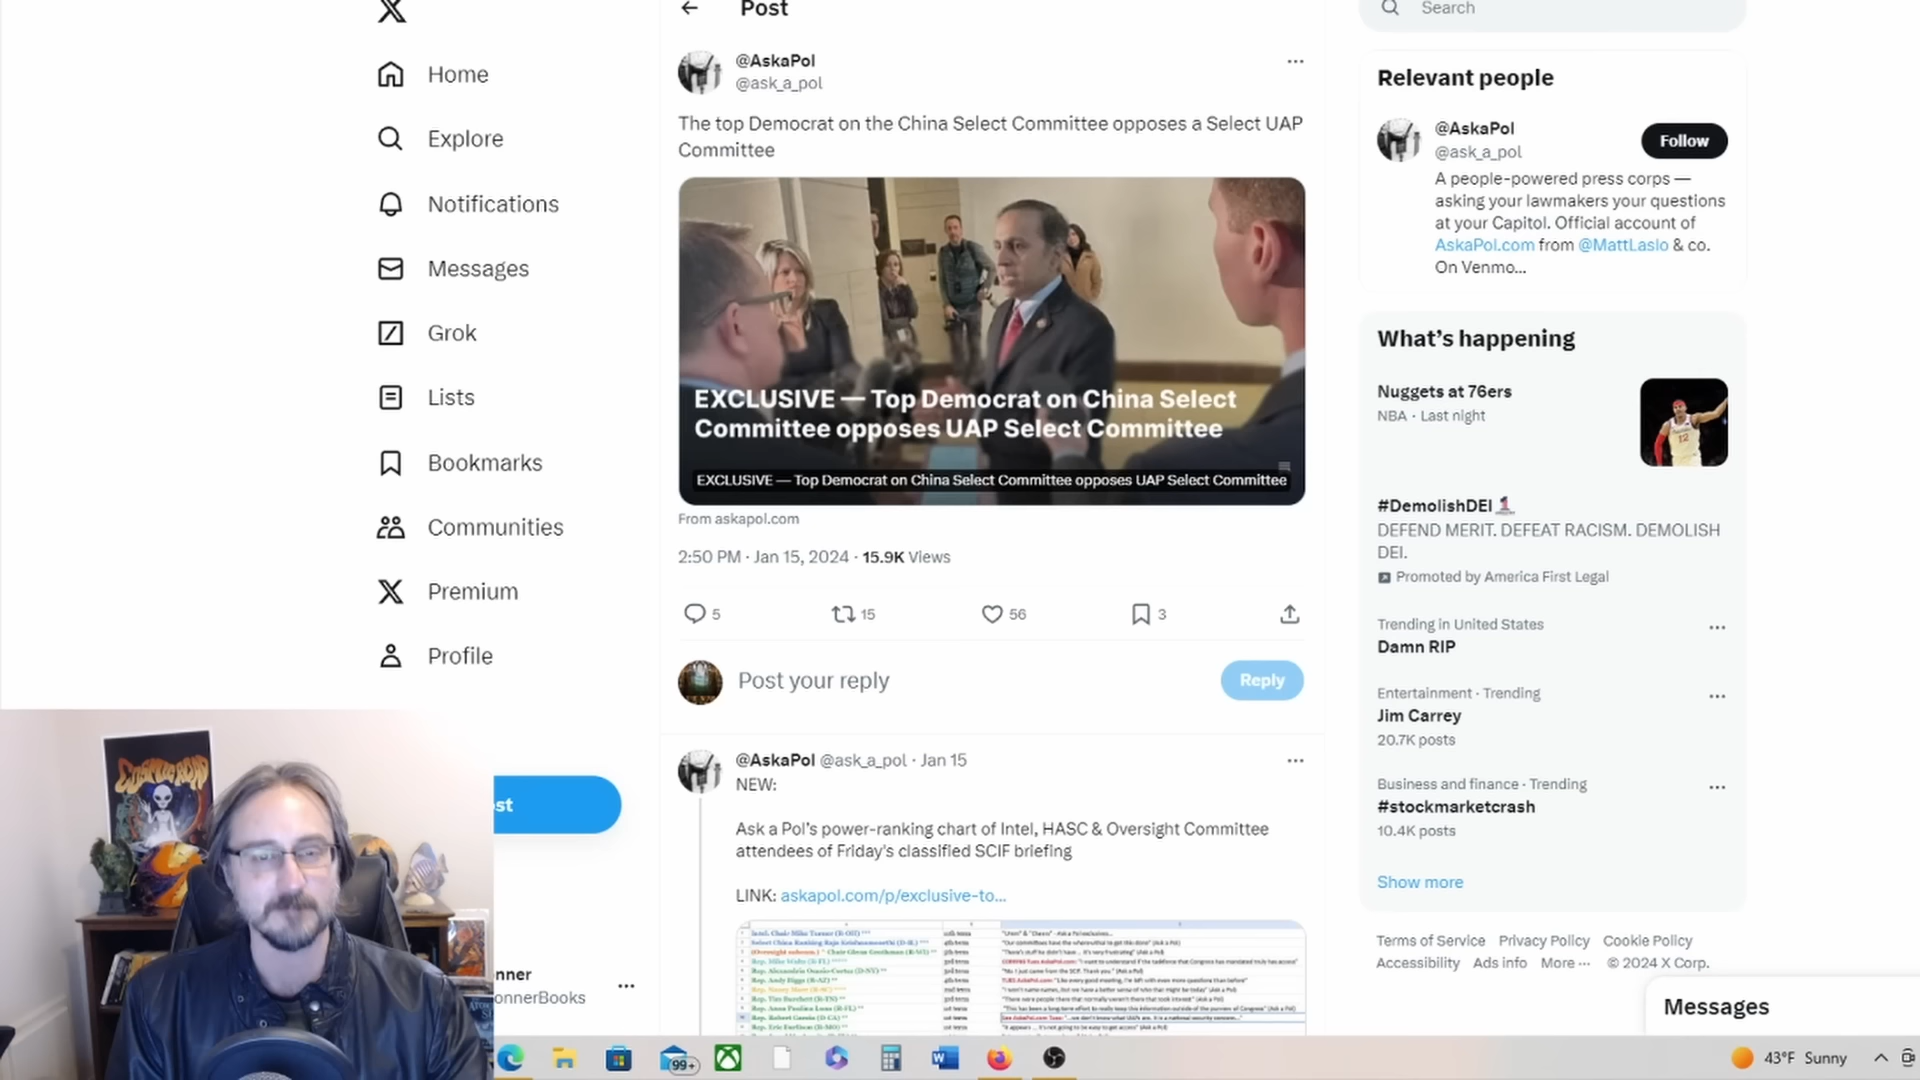 Home
Explore
Notifications
Messages
Grok
Lists
Bookmarks
Communities
Premium
Profile
st
nner
onnerBooks
Post
@AskaPol
@ask_a_pol
The top Democrat on the China Select Committee opposes a Select UAP
Committee
EXCLUSIVE — Top Democrat on China Select
Committee opposes UAP Select Committee
EXCLUSIVE — Top Democrat on China Select Committee opposes UAP Select Committee
From askapol.com
2:50 PM · Jan 15, 2024 · 15.9K Views
5 15 56 3
Post your reply
Reply
@AskaPol @ask_a_pol · Jan 15
NEW:
Ask a Pol's power-ranking chart of Intel, HASC & Oversight Committee
attendees of Friday's classified SCIF briefing
LINK: askapol.com/p/exclusive-to...
Search
Relevant people
@AskaPol
@ask_a_pol
Follow
A people-powered press corps —
asking your lawmakers your questions
at your Capitol. Official account of
AskaPol.com from @MattLaslo & co.
On Venmo...
What's happening
Nuggets at 76ers
NBA · Last night
12
#DemolishDEI
DEFEND MERIT. DEFEAT RACISM. DEMOLISH
DEI.
Promoted by America First Legal
Trending in United States
Damn RIP
Entertainment · Trending
Jim Carrey
20.7K posts
Business and finance · Trending
#stockmarketcrash
10.4K posts
Show more
Terms of Service Privacy Policy Cookie Policy
Accessibility Ads info More ··· © 2024 X Corp.
Messages
99+
43°F Sunny